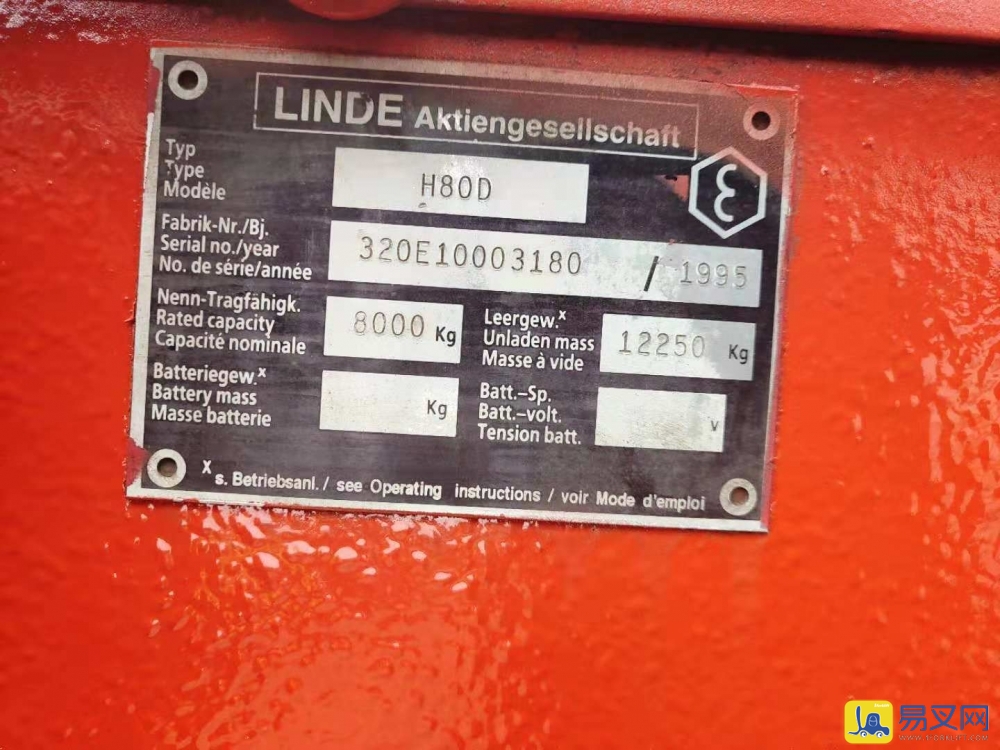 LINDE Aktiengesellschaft
Typ
Type
Modèle
H80D
Fabrik-Nr./Bj.
Serial no./year
No. de série/année
320E10003180 / 1995
Nenn-Tragfähigk.
Rated capacity
Capacité nominale
8000 Kg
Leergew.x
Unladen mass
Masse à vide
12250 Kg
Batteriegew.x
Battery mass
Masse batterie
Kg
Batt.-Sp.
Batt.-volt.
Tension batt.
V
x s. Betriebsanl. / see Operating instructions / voir Mode d'emploi
易叉网